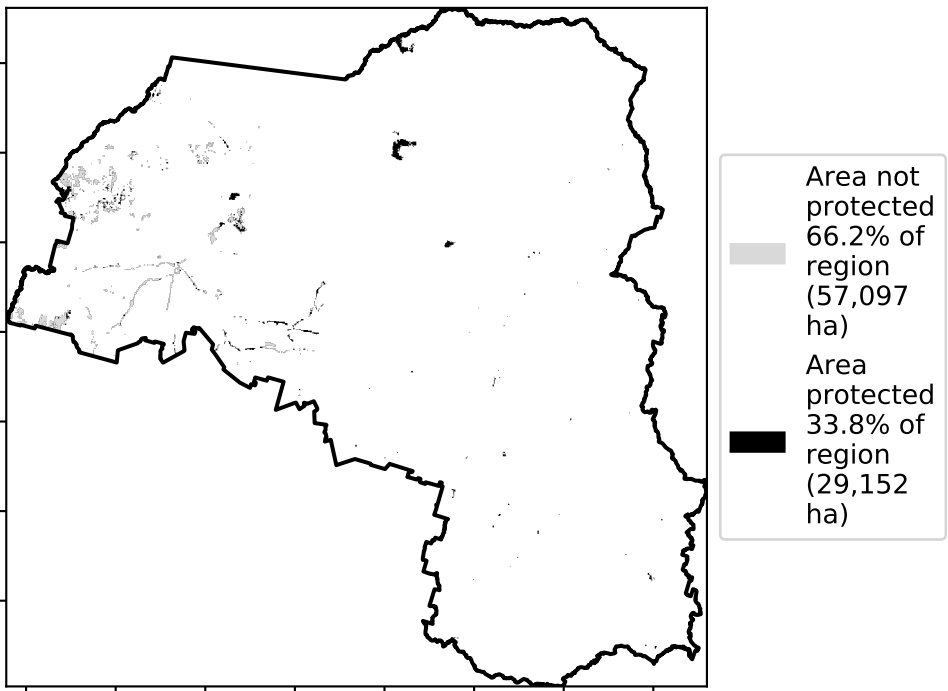 Area not
protected
66.2% of
region
(57,097
ha)
Area
protected
33.8% of
region
(29,152
ha)